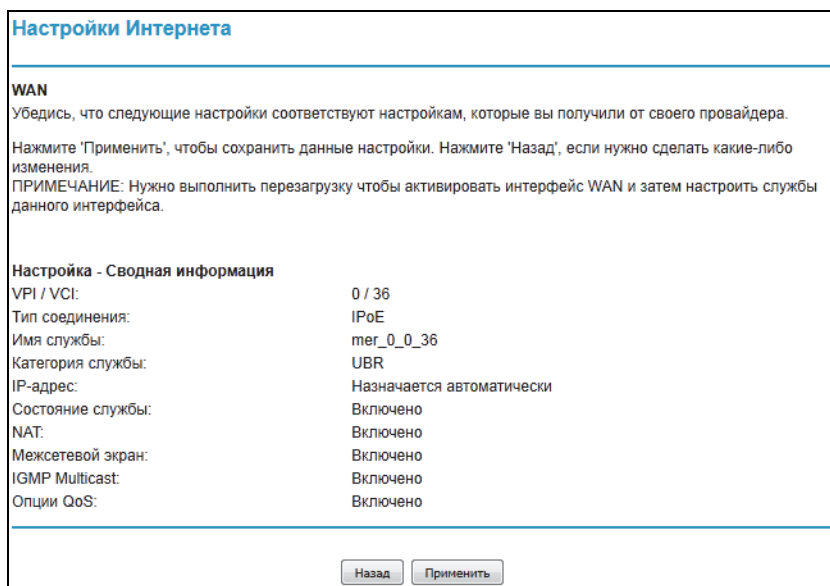 Настройки Интернета
WAN
Убедись, что следующие настройки соответствуют настройкам, которые вы получили от своего провайдера.
Нажмите 'Применить', чтобы сохранить данные настройки. Нажмите 'Назад', если нужно сделать какие-либо
изменения.
ПРИМЕЧАНИЕ: Нужно выполнить перезагрузку чтобы активировать интерфейс WAN и затем настроить службы
данного интерфейса.
Настройка - Сводная информация
VPI / VCI: 0 / 36
Тип соединения: IPoE
Имя службы: mer_0_0_36
Категория службы: UBR
IP-адрес: Назначается автоматически
Состояние службы: Включено
NAT: Включено
Межсетевой экран: Включено
IGMP Multicast: Включено
Опции QoS: Включено
Назад Применить